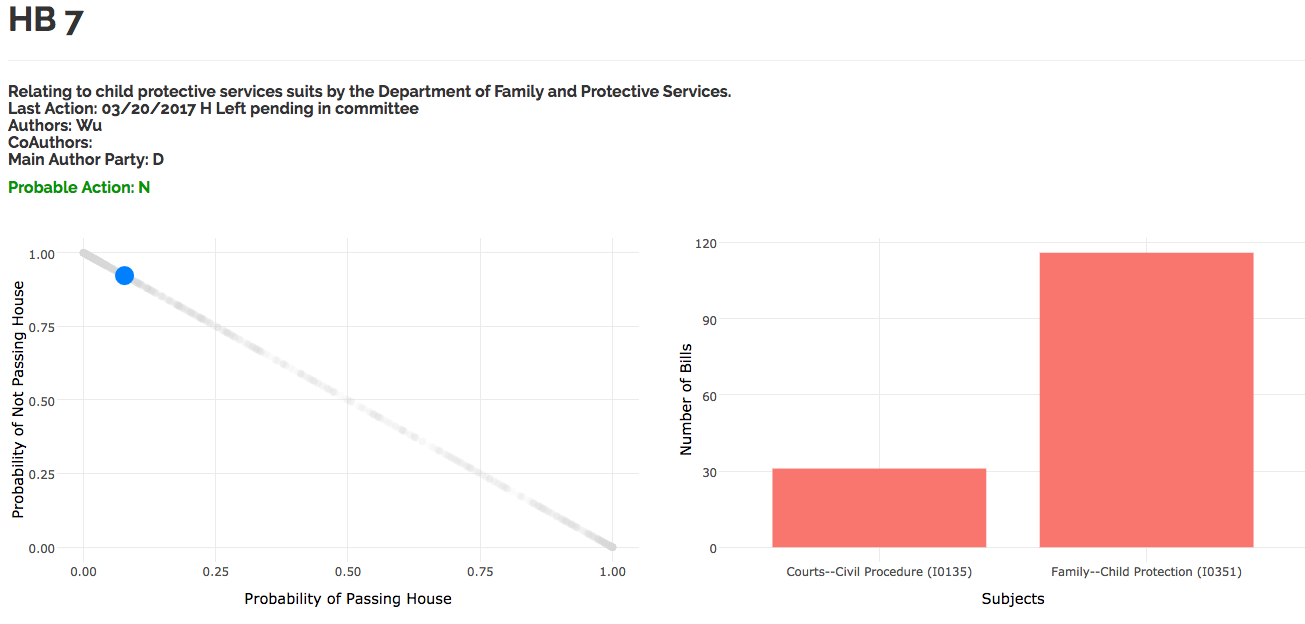 HB 7
Relating to child protective services suits by the Department of Family and Protective Services.
Last Action: 03/20/2017 H Left pending in committee
Authors: Wu
CoAuthors:
Main Author Party: D
Probable Action: N
Probability of Not Passing House
1.00
0.75
0.50
0.25
0.00
0.00 0.25 0.50 0.75 1.00
Probability of Passing House
Number of Bills
120
90
60
30
0
Courts--Civil Procedure (I0135) Family--Child Protection (I0351)
Subjects